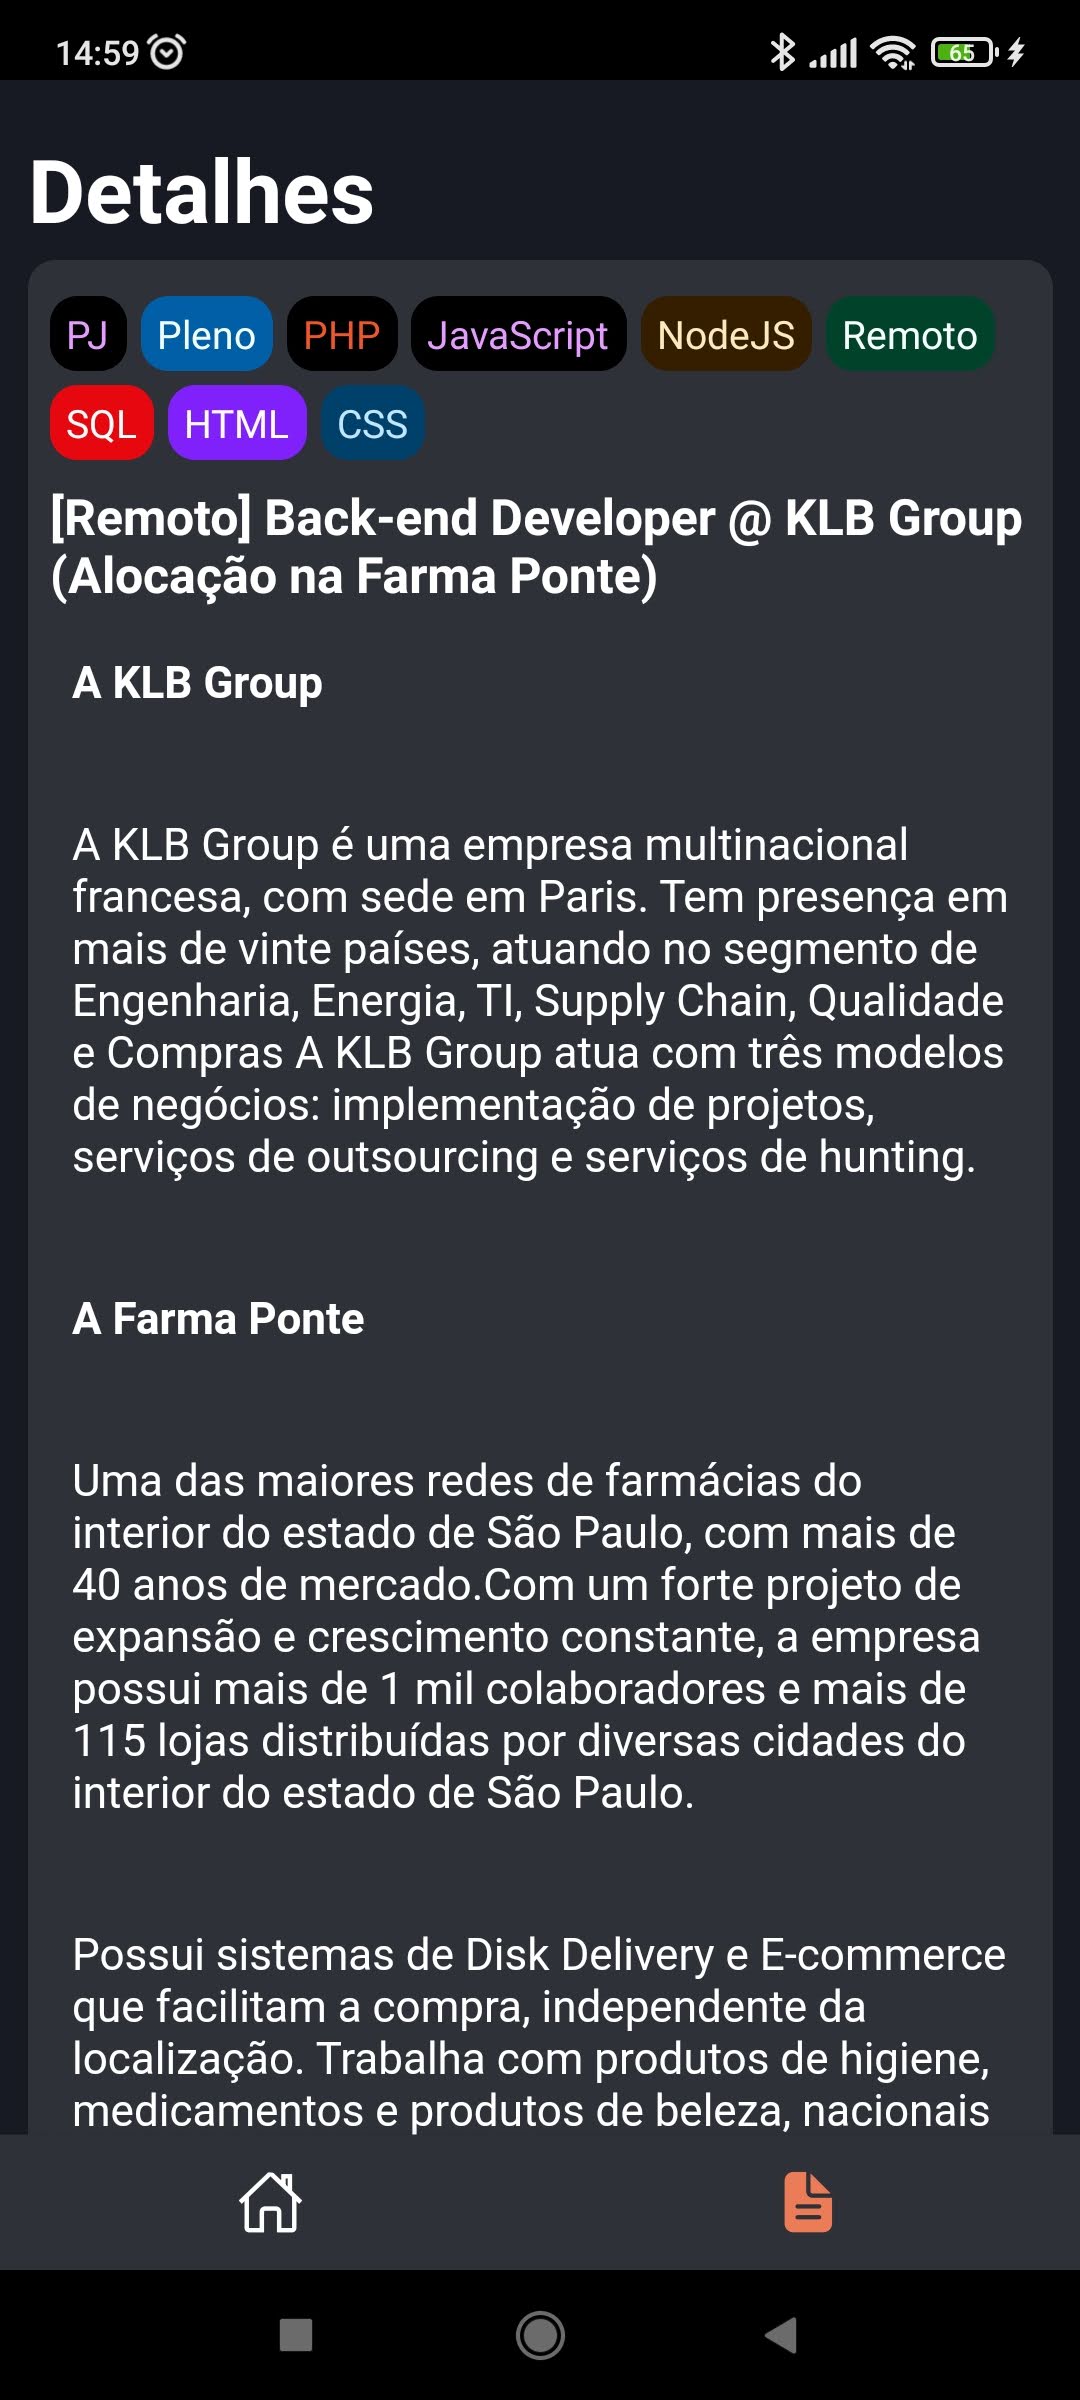 14:59
65
Detalhes
PJ Pleno PHP JavaScript NodeJS Remoto
SQL HTML CSS
[Remoto] Back-end Developer @ KLB Group
(Alocação na Farma Ponte)
A KLB Group
A KLB Group é uma empresa multinacional
francesa, com sede em Paris. Tem presença em
mais de vinte países, atuando no segmento de
Engenharia, Energia, TI, Supply Chain, Qualidade
e Compras A KLB Group atua com três modelos
de negócios: implementação de projetos,
serviços de outsourcing e serviços de hunting.
A Farma Ponte
Uma das maiores redes de farmácias do
interior do estado de São Paulo, com mais de
40 anos de mercado.Com um forte projeto de
expansão e crescimento constante, a empresa
possui mais de 1 mil colaboradores e mais de
115 lojas distribuídas por diversas cidades do
interior do estado de São Paulo.
Possui sistemas de Disk Delivery e E-commerce
que facilitam a compra, independente da
localização. Trabalha com produtos de higiene,
medicamentos e produtos de beleza, nacionais